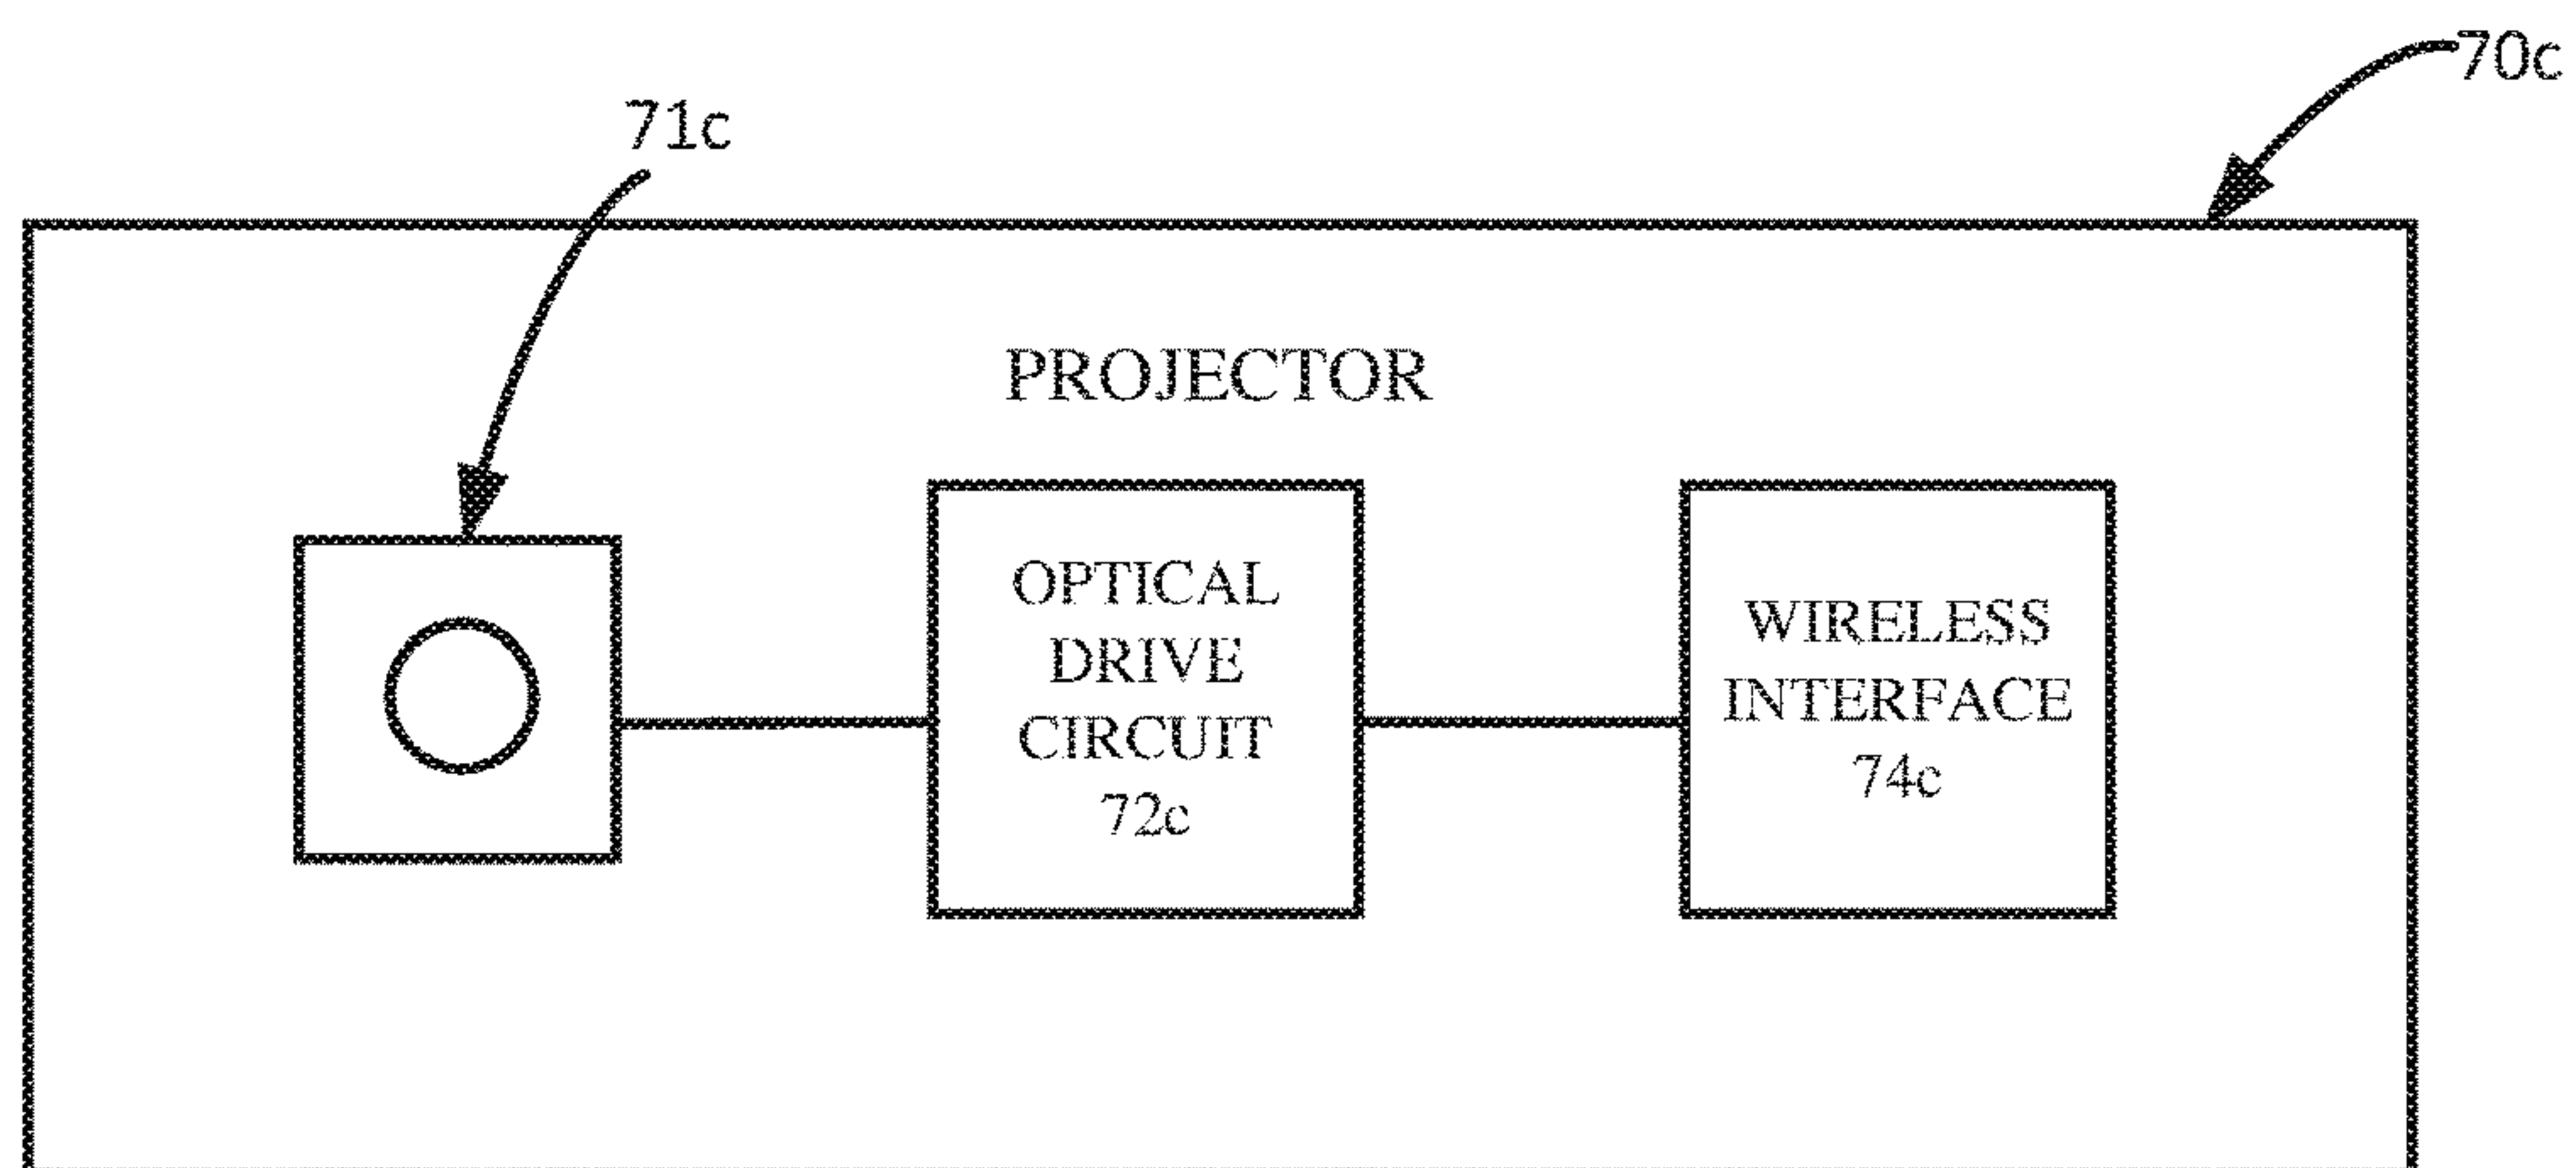 70c
71c
PROJECTOR
OPTICAL
DRIVE
CIRCUIT
72c
WIRELESS
INTERFACE
74c